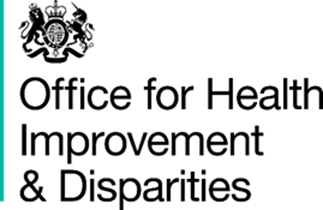 Office for Health
Improvement
& Disparities